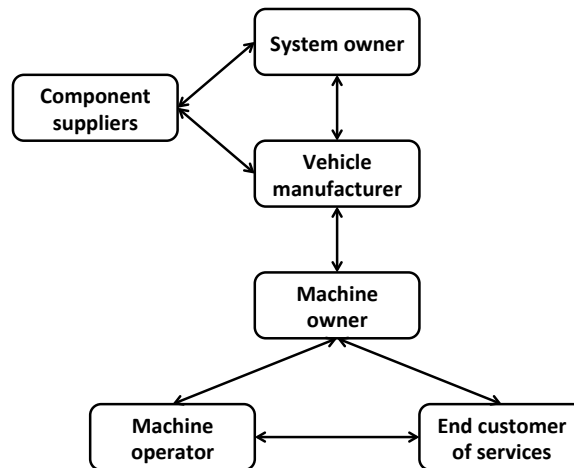 System owner
Component
suppliers
Vehicle
manufacturer
Machine
owner
Machine
operator
End customer
of services